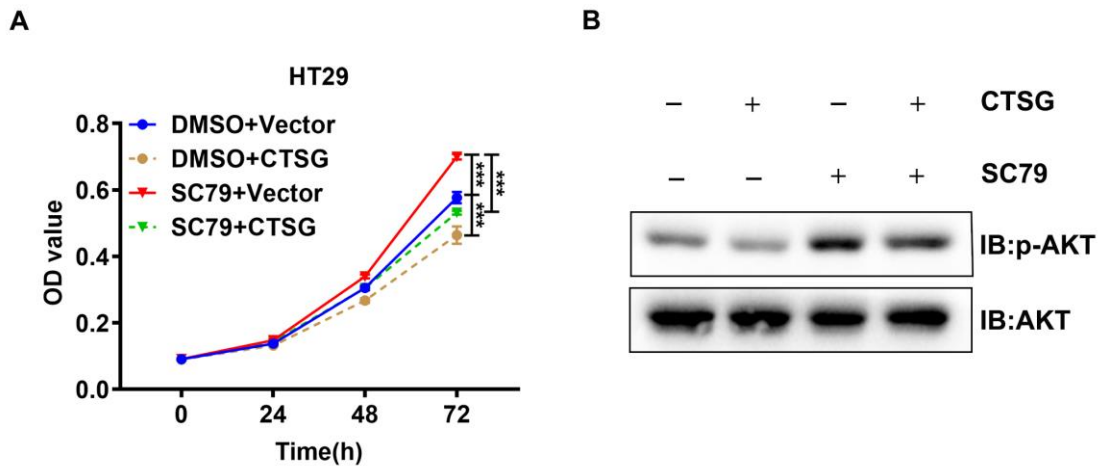 A
HT29
OD value
0.8
0.6
0.4
0.2
0.0
DMSO+Vector
DMSO+CTSG
SC79+Vector
SC79+CTSG
***
***
***
0 24 48 72
Time(h)
B
− + − + CTSG
− − + + SC79
IB:p-AKT
IB:AKT